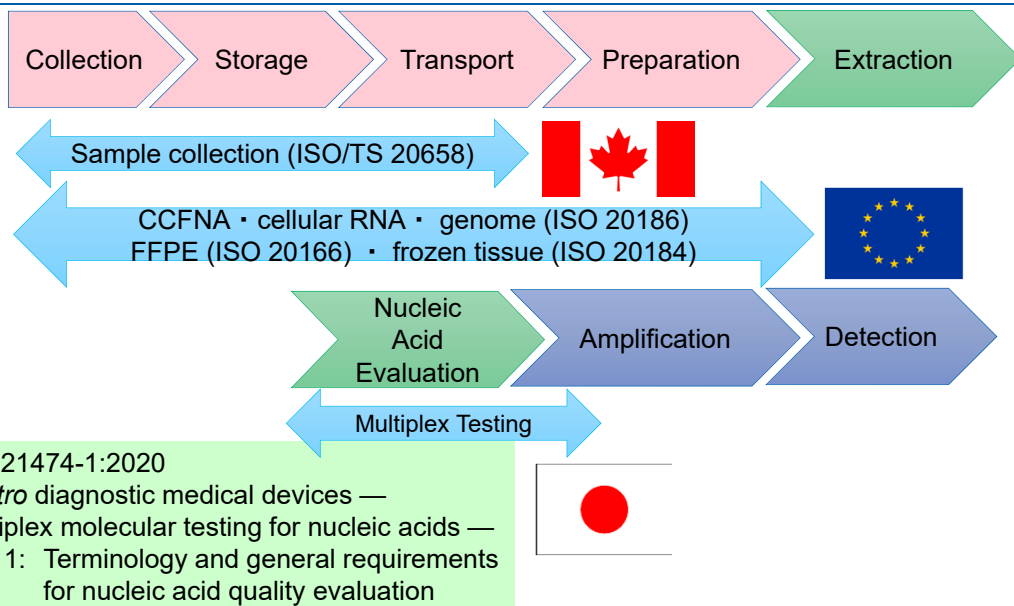 Collection Storage Transport Preparation Extraction
Sample collection (ISO/TS 20658)
CCFNA・cellular RNA・ genome (ISO 20186)
FFPE (ISO 20166) ・ frozen tissue (ISO 20184)
Nucleic
Acid
Evaluation
Amplification
Detection
Multiplex Testing
21474-1:2020
tro diagnostic medical devices —
iplex molecular testing for nucleic acids —
1: Terminology and general requirements
for nucleic acid quality evaluation